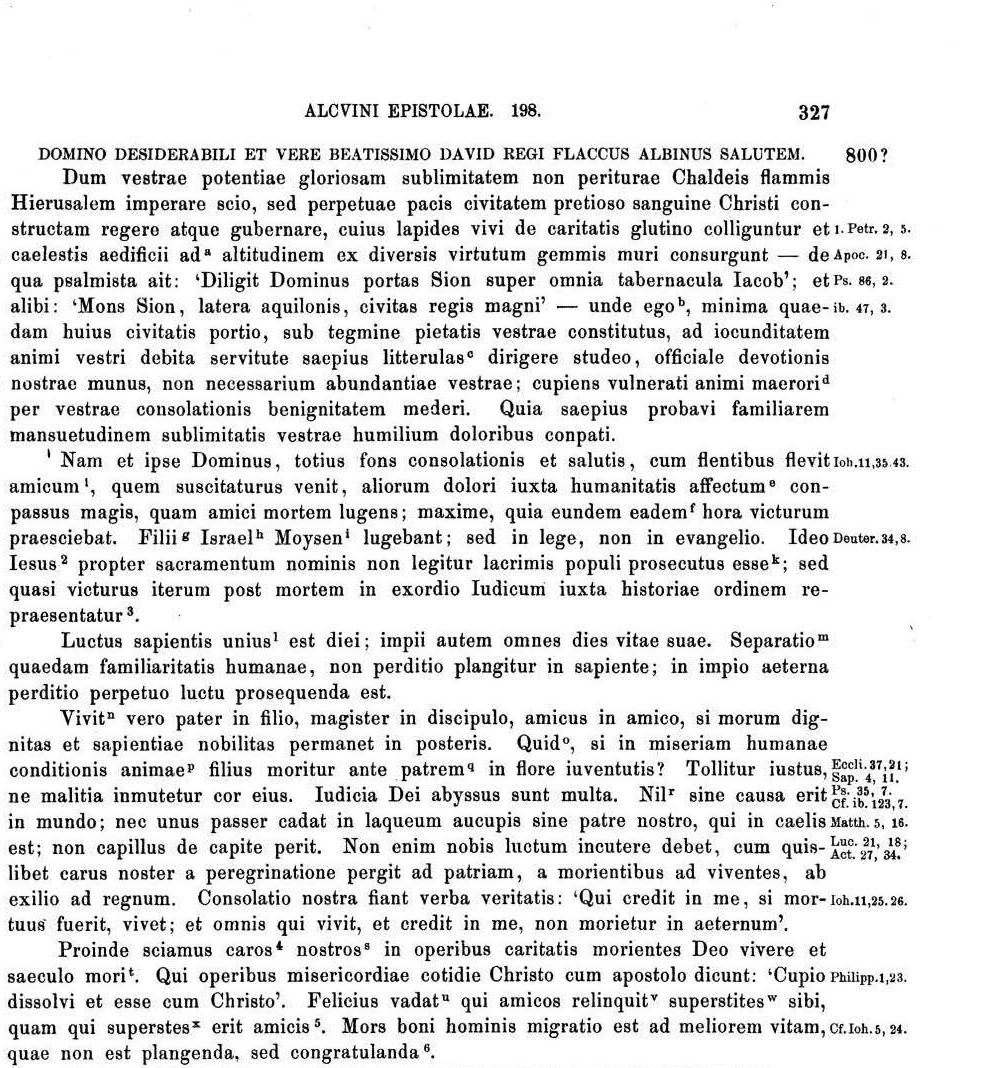 ALCVINI EPISTOLAE. 198. 327
DOMINO DESIDERABILI ET VERE BEATISSIMO DAVID REGI FLACCUS ALBINUS SALUTEM. 800?
Dum vestrae potentiae gloriosam sublimitatem non periturae Chaldeis flammis
Hierusalem imperare scio, sed perpetuae pacis civitatem pretioso sanguine Christi con-
structam regere atque gubernare, cuius lapides vivi de caritatis glutino colliguntur et 1. Petr. 2, 5.
caelestis aedificii ad ᵃ altitudinem ex diversis virtutum gemmis muri consurgunt — de Apoc. 21, 8.
qua psalmista ait: ‘Diligit Dominus portas Sion super omnia tabernacula Iacob’; et Ps. 86, 2.
alibi: ‘Mons Sion, latera aquilonis, civitas regis magni’ — unde ego ᵇ, minima quae- ib. 47, 3.
dam huius civitatis portio, sub tegmine pietatis vestrae constitutus, ad iocunditatem
animi vestri debita servitute saepius litterulas ᶜ dirigere studeo, officiale devotionis
nostrae munus, non necessarium abundantiae vestrae; cupiens vulnerati animi maerori ᵈ
per vestrae consolationis benignitatem mederi. Quia saepius probavi familiarem
mansuetudinem sublimitatis vestrae humilium doloribus conpati.
¹ Nam et ipse Dominus, totius fons consolationis et salutis, cum flentibus flevit Ioh. 11, 35. 43.
amicum ¹, quem suscitaturus venit, aliorum dolori iuxta humanitatis affectum ᵉ con-
passus magis, quam amici mortem lugens; maxime, quia eundem eadem ᶠ hora victurum
praesciebat. Filii ᵍ Israel ʰ Moysen ⁱ lugebant; sed in lege, non in evangelio. Ideo Deuter. 34, 8.
Iesus ² propter sacramentum nominis non legitur lacrimis populi prosecutus esse ᵏ; sed
quasi victurus iterum post mortem in exordio Iudicum iuxta historiae ordinem re-
praesentatur ³.
Luctus sapientis unius ˡ est diei; impii autem omnes dies vitae suae. Separatio ᵐ
quaedam familiaritatis humanae, non perditio plangitur in sapiente; in impio aeterna
perditio perpetuo luctu prosequenda est.
Vivit ⁿ vero pater in filio, magister in discipulo, amicus in amico, si morum dig-
nitas et sapientiae nobilitas permanet in posteris. Quid ᵒ, si in miseriam humanae
conditionis animae ᵖ filius moritur ante patrem ᑫ in flore iuventutis? Tollitur iustus, Eccli. 37, 21; Sap. 4, 11.
ne malitia inmutetur cor eius. Iudicia Dei abyssus sunt multa. Nil ʳ sine causa erit Ps. 35, 7. Cf. ib. 123, 7.
in mundo; nec unus passer cadat in laqueum aucupis sine patre nostro, qui in caelis Matth. 5, 16.
est; non capillus de capite perit. Non enim nobis luctum incutere debet, cum quis- Luc. 21, 18; Act. 27, 34.
libet carus noster a peregrinatione pergit ad patriam, a morientibus ad viventes, ab
exilio ad regnum. Consolatio nostra fiant verba veritatis: ‘Qui credit in me, si mor- Ioh. 11, 25. 26.
tuus fuerit, vivet; et omnis qui vivit, et credit in me, non morietur in aeternum’.
Proinde sciamus caros ⁴ nostros ˢ in operibus caritatis morientes Deo vivere et
saeculo mori ᵗ. Qui operibus misericordiae cotidie Christo cum apostolo dicunt: ‘Cupio Philipp. 1, 23.
dissolvi et esse cum Christo’. Felicius vadat ᵘ qui amicos relinquit ᵛ superstites ʷ sibi,
quam qui superstes ˣ erit amicis ⁵. Mors boni hominis migratio est ad meliorem vitam, Cf. Ioh. 5, 24.
quae non est plangenda, sed congratulanda ⁶.